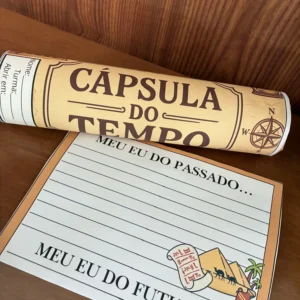 Nome:
Turma:
Abrir em:
CÁPSULA
DO
TEMPO
N
W
MEU EU DO PASSADO...
MEU EU DO FUTU